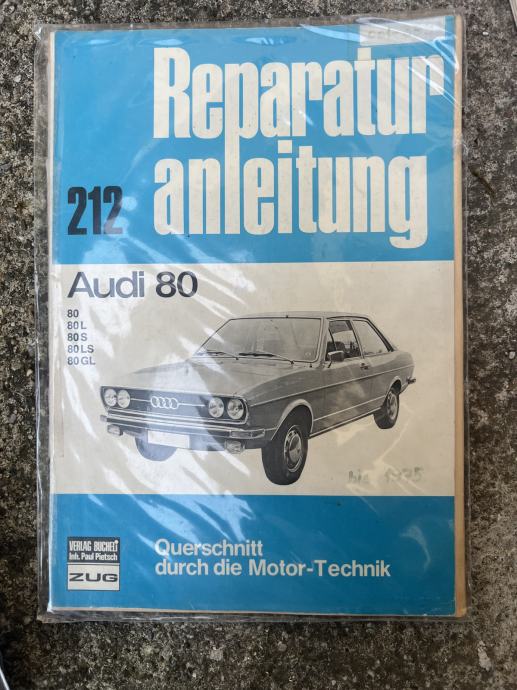 Reparatur
212 anleitung
Audi 80
80
80 L
80 S
80 LS
80 GL
bis 1975
VERLAG BUCHELI
Inh. Paul Pietsch
ZUG
Querschnitt
durch die Motor-Technik